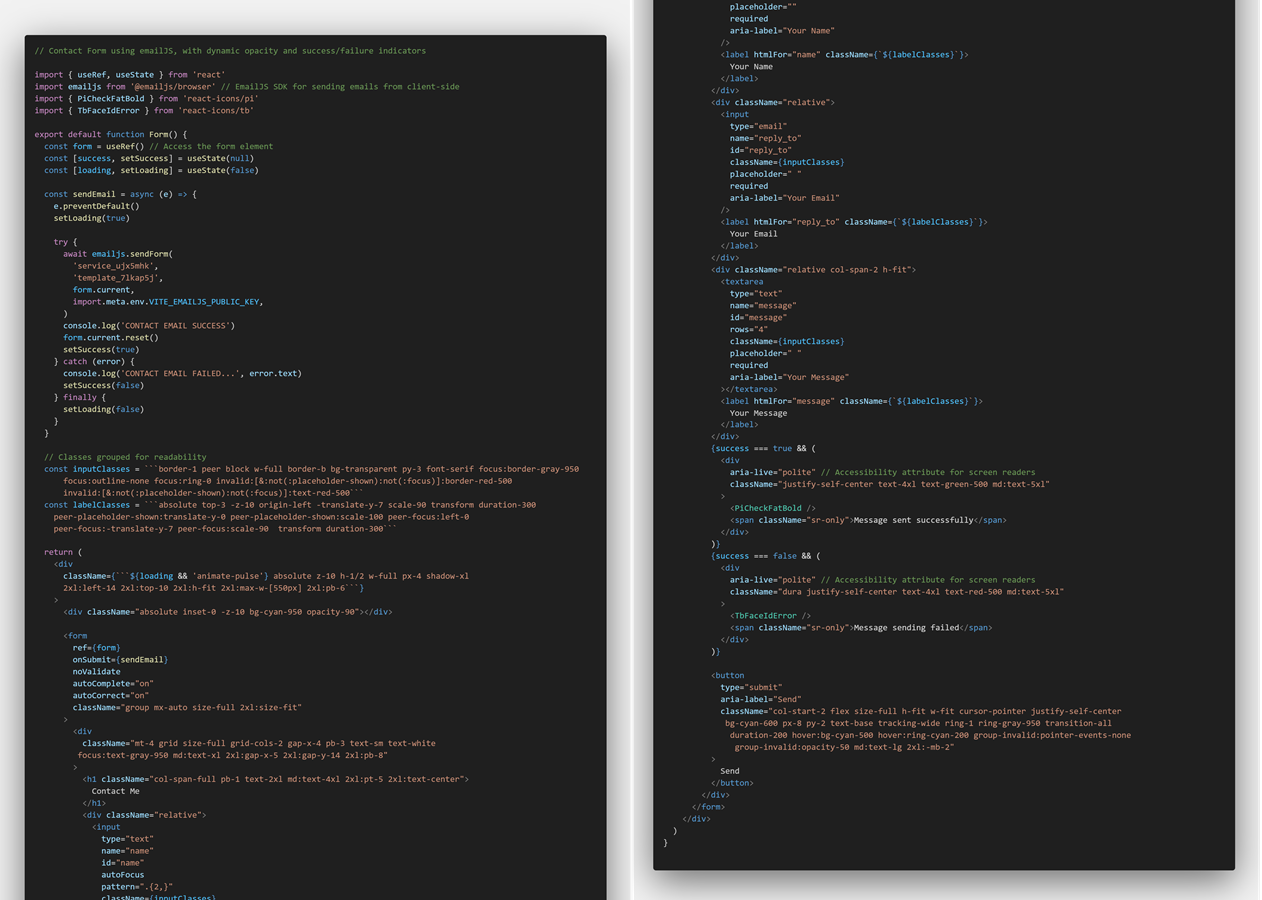 // Contact Form using emailJS, with dynamic opacity and success/failure indicators
import { useRef, useState } from 'react'
import emailjs from '@emailjs/browser' // EmailJS SDK for sending emails from client-side
import { PiCheckFatBold } from 'react-icons/pi'
import { TbFaceIdError } from 'react-icons/tb'
export default function Form() {
const form = useRef() // Access the form element
const [success, setSuccess] = useState(null)
const [loading, setLoading] = useState(false)
const sendEmail = async (e) => {
e.preventDefault()
setLoading(true)
try {
await emailjs.sendForm(
'service_ujx5mhk',
'template_7lkap5j',
form.current,
import.meta.env.VITE_EMAILJS_PUBLIC_KEY,
)
console.log('CONTACT EMAIL SUCCESS')
form.current.reset()
setSuccess(true)
} catch (error) {
console.log('CONTACT EMAIL FAILED...', error.text)
setSuccess(false)
} finally {
setLoading(false)
}
}
// Classes grouped for readability
const inputClasses = ```border-1 peer block w-full border-b bg-transparent py-3 font-serif focus:border-gray-950
focus:outline-none focus:ring-0 invalid:[&:not(:placeholder-shown):not(:focus)]:border-red-500
invalid:[&:not(:placeholder-shown):not(:focus)]:text-red-500```
const labelClasses = ```absolute top-3 -z-10 origin-left -translate-y-7 scale-90 transform duration-300
peer-placeholder-shown:translate-y-0 peer-placeholder-shown:scale-100 peer-focus:left-0
peer-focus:-translate-y-7 peer-focus:scale-90  transform duration-300```
return (
<div
className={```${loading && 'animate-pulse'} absolute z-10 h-1/2 w-full px-4 shadow-xl
2xl:left-14 2xl:top-10 2xl:h-fit 2xl:max-w-[550px] 2xl:pb-6```}
>
<div className="absolute inset-0 -z-10 bg-cyan-950 opacity-90"></div>
<form
ref={form}
onSubmit={sendEmail}
noValidate
autoComplete="on"
autoCorrect="on"
className="group mx-auto size-full 2xl:size-fit"
>
<div
className="mt-4 grid size-full grid-cols-2 gap-x-4 pb-3 text-sm text-white
focus:text-gray-950 md:text-xl 2xl:gap-x-5 2xl:gap-y-14 2xl:pb-8"
>
<h1 className="col-span-full pb-1 text-2xl md:text-4xl 2xl:pt-5 2xl:text-center">
Contact Me
</h1>
<div className="relative">
<input
type="text"
name="name"
id="name"
autoFocus
pattern=".{2,}"
className={inputClasses}
placeholder=""
required
aria-label="Your Name"
/>
<label htmlFor="name" className={`${labelClasses}`}>
Your Name
</label>
</div>
<div className="relative">
<input
type="email"
name="reply_to"
id="reply_to"
className={inputClasses}
placeholder=" "
required
aria-label="Your Email"
/>
<label htmlFor="reply_to" className={`${labelClasses}`}>
Your Email
</label>
</div>
<div className="relative col-span-2 h-fit">
<textarea
type="text"
name="message"
id="message"
rows="4"
className={inputClasses}
placeholder=" "
required
aria-label="Your Message"
></textarea>
<label htmlFor="message" className={`${labelClasses}`}>
Your Message
</label>
</div>
{success === true && (
<div
aria-live="polite" // Accessibility attribute for screen readers
className="justify-self-center text-4xl text-green-500 md:text-5xl"
>
<PiCheckFatBold />
<span className="sr-only">Message sent successfully</span>
</div>
)}
{success === false && (
<div
aria-live="polite" // Accessibility attribute for screen readers
className="dura justify-self-center text-4xl text-red-500 md:text-5xl"
>
<TbFaceIdError />
<span className="sr-only">Message sending failed</span>
</div>
)}
<button
type="submit"
aria-label="Send"
className="col-start-2 flex size-full h-fit w-fit cursor-pointer justify-self-center
bg-cyan-600 px-8 py-2 text-base tracking-wide ring-1 ring-gray-950 transition-all
duration-200 hover:bg-cyan-500 hover:ring-cyan-200 group-invalid:pointer-events-none
group-invalid:opacity-50 md:text-lg 2xl:-mb-2"
>
Send
</button>
</div>
</form>
</div>
)
}